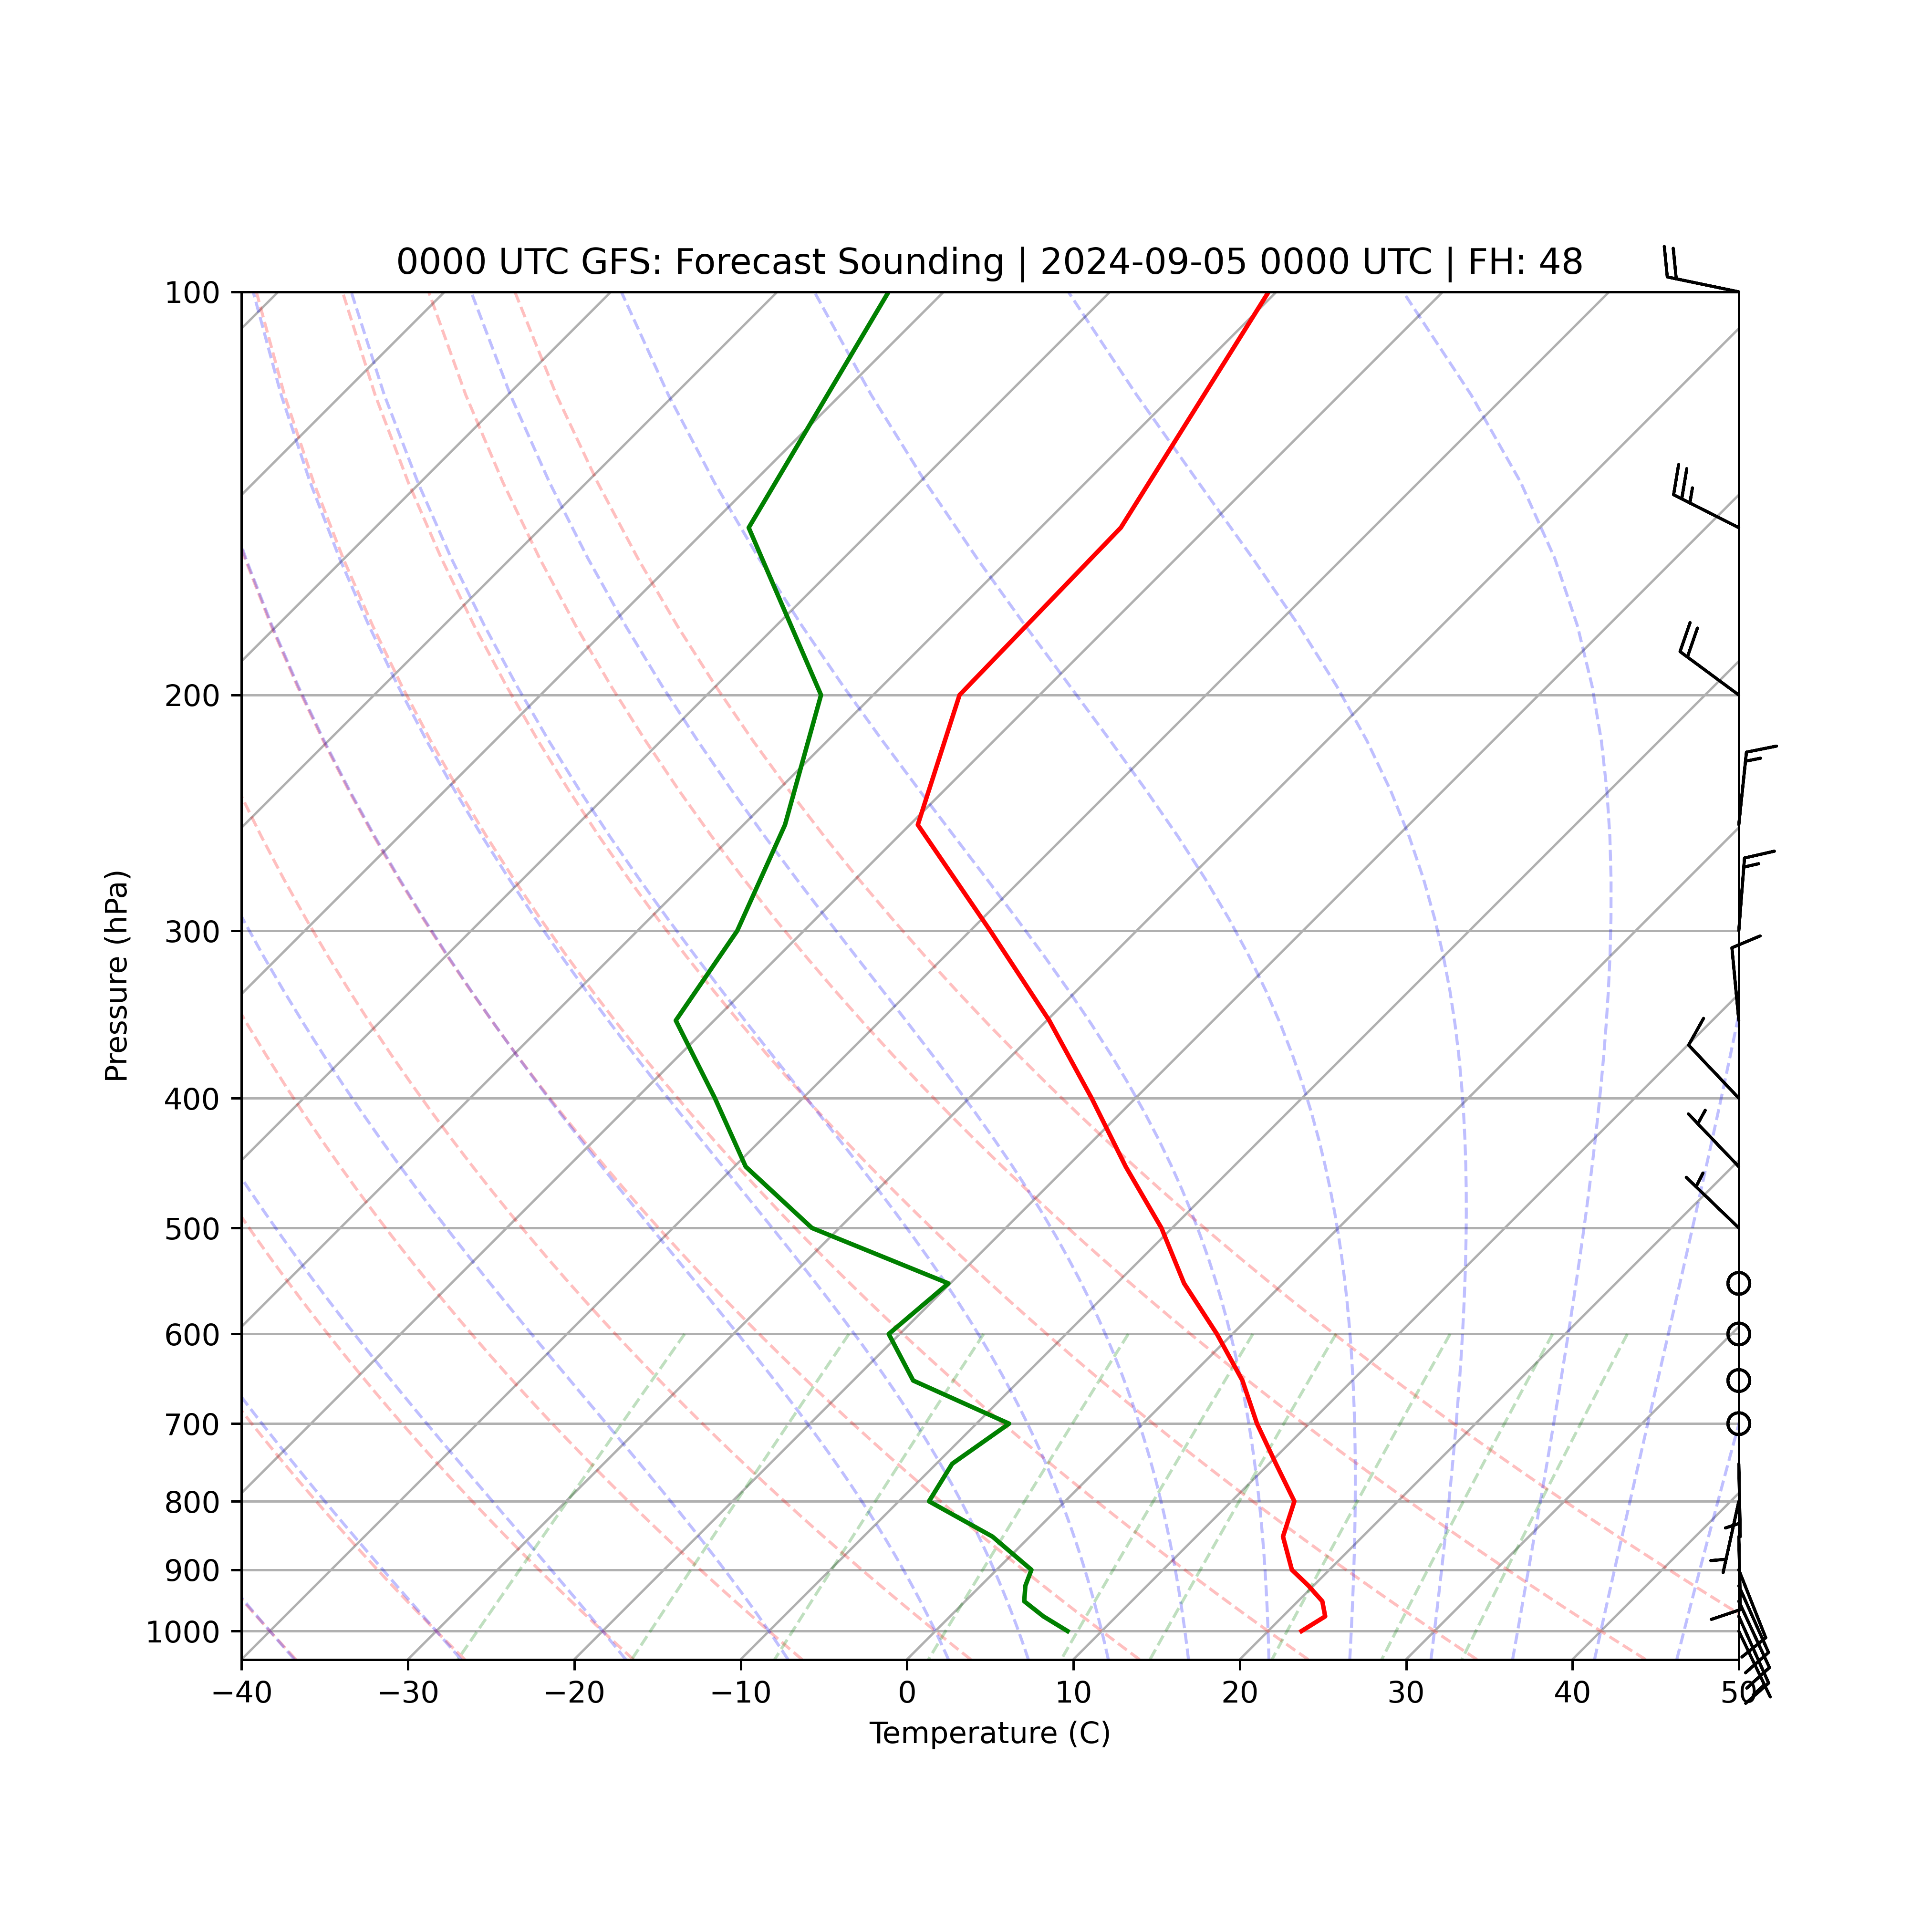 0000 UTC GFS: Forecast Sounding | 2024-09-05 0000 UTC | FH: 48
100
200
300
400
500
600
700
800
900
1000
Pressure (hPa)
−40 −30 −20 −10 0 10 20 30 40 50
Temperature (C)